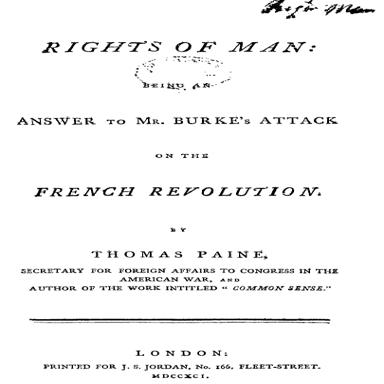 RIGHTS OF MAN:
BEING AN
ANSWER TO MR. BURKE'S ATTACK
ON THE
FRENCH REVOLUTION.
BY
THOMAS PAINE,
SECRETARY FOR FOREIGN AFFAIRS TO CONGRESS IN THE
AMERICAN WAR, AND
AUTHOR OF THE WORK INTITLED "COMMON SENSE."
LONDON:
PRINTED FOR J. S. JORDAN, No. 166, FLEET-STREET.
MDCCXCI.